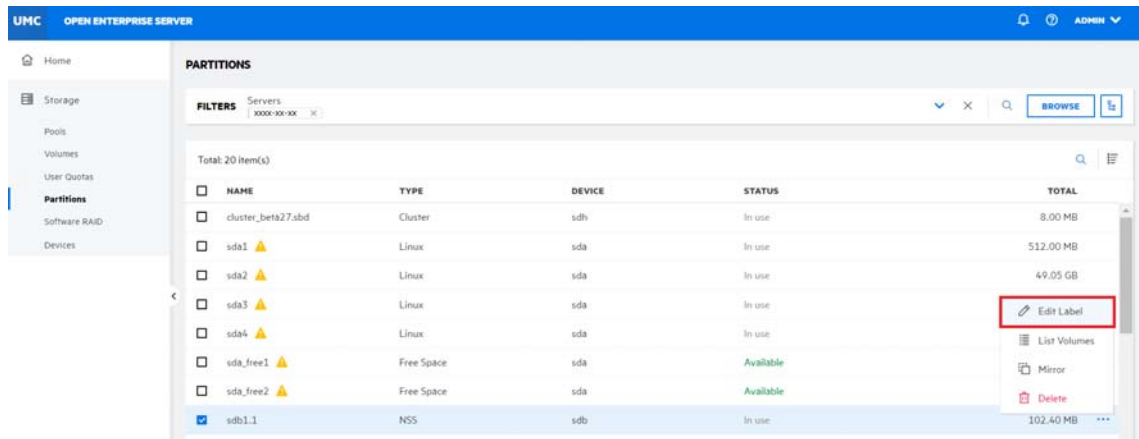 UMC OPEN ENTERPRISE SERVER ADMIN
Home
Storage
Pools
Volumes
User Quotas
Partitions
Software RAID
Devices
PARTITIONS
FILTERS Servers
xxxx-xx-xx
BROWSE
Total: 20 item(s)
NAME TYPE DEVICE STATUS TOTAL
cluster_beta27.sbd Cluster sdh In use 8.00 MB
sda1 Linux sda In use 512.00 MB
sda2 Linux sda In use 49.05 GB
sda3 Linux sda In use
sda4 Linux sda In use
sda_free1 Free Space sda Available
sda_free2 Free Space sda Available
sdb1.1 NSS sdb In use 102.40 MB
Edit Label
List Volumes
Mirror
Delete